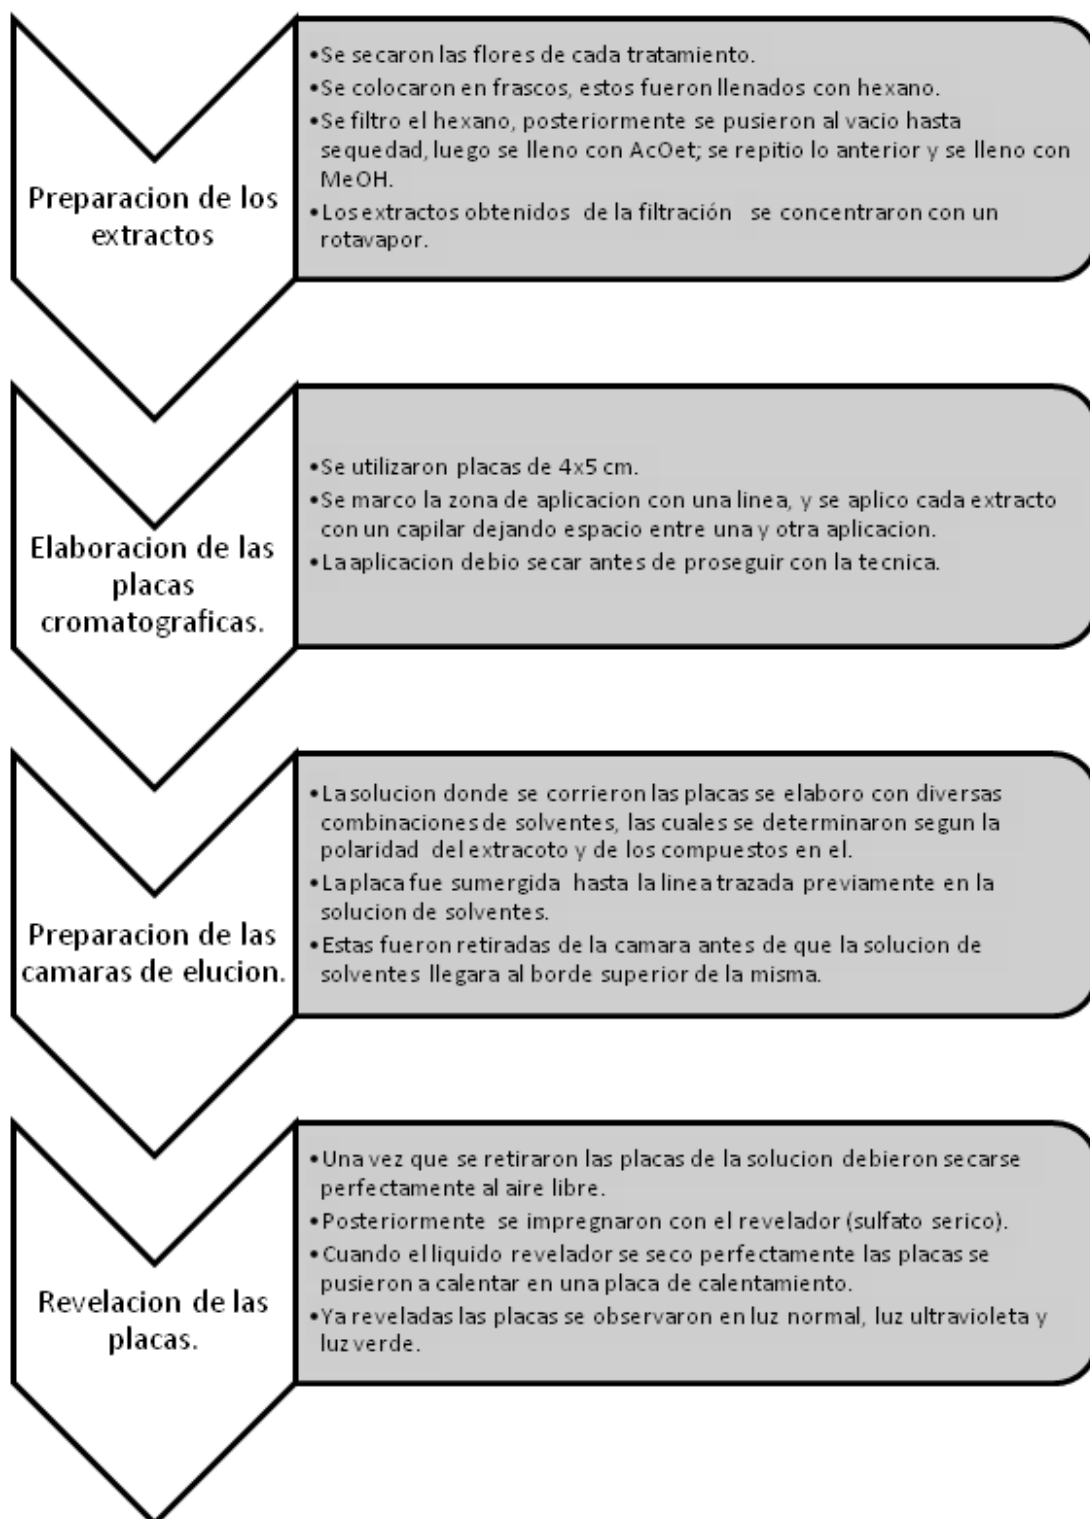 Preparacion de los
extractos
•Se secaron las flores de cada tratamiento.
•Se colocaron en frascos, estos fueron llenados con hexano.
•Se filtro el hexano, posteriormente se pusieron al vacio hasta
sequedad, luego se lleno con AcOet; se repitio lo anterior y se lleno con
MeOH.
•Los extractos obtenidos de la filtración se concentraron con un
rotavapor.
Elaboracion de las
placas
cromatograficas.
•Se utilizaron placas de 4x5 cm.
•Se marco la zona de aplicacion con una linea, y se aplico cada extracto
con un capilar dejando espacio entre una y otra aplicacion.
•La aplicacion debio secar antes de proseguir con la tecnica.
Preparacion de las
camaras de elucion.
•La solucion donde se corrieron las placas se elaboro con diversas
combinaciones de solventes, las cuales se determinaron segun la
polaridad del extracoto y de los compuestos en el.
•La placa fue sumergida hasta la linea trazada previamente en la
solucion de solventes.
•Estas fueron retiradas de la camara antes de que la solucion de
solventes llegara al borde superior de la misma.
Revelacion de las
placas.
•Una vez que se retiraron las placas de la solucion debieron secarse
perfectamente al aire libre.
•Posteriormente se impregnaron con el revelador (sulfato serico).
•Cuando el liquido revelador se seco perfectamente las placas se
pusieron a calentar en una placa de calentamiento.
•Ya reveladas las placas se observaron en luz normal, luz ultravioleta y
luz verde.